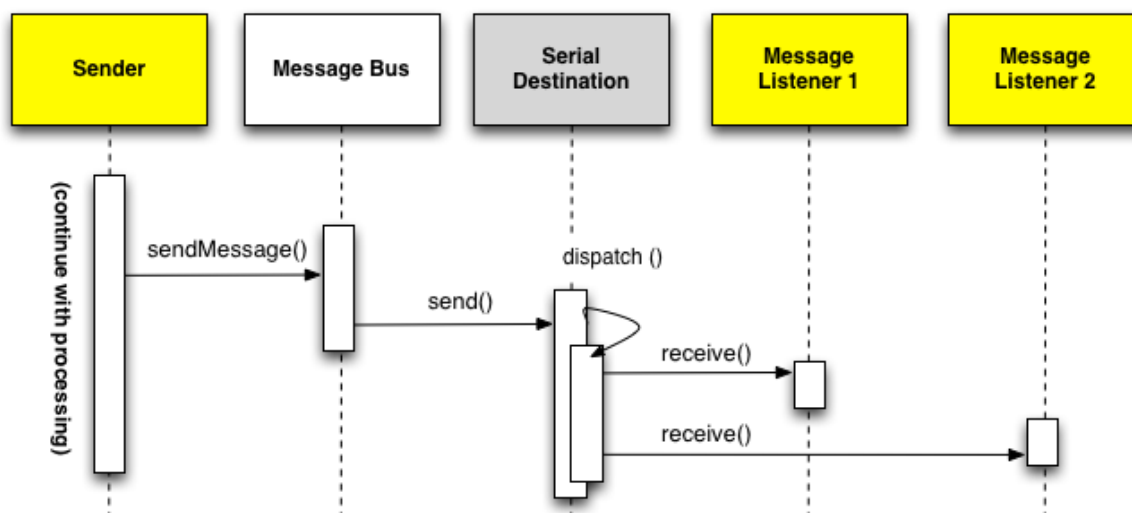 Sender
Message Bus
Serial
Destination
Message
Listener 1
Message
Listener 2
(continue with processing)
sendMessage()
dispatch ()
send()
receive()
receive()